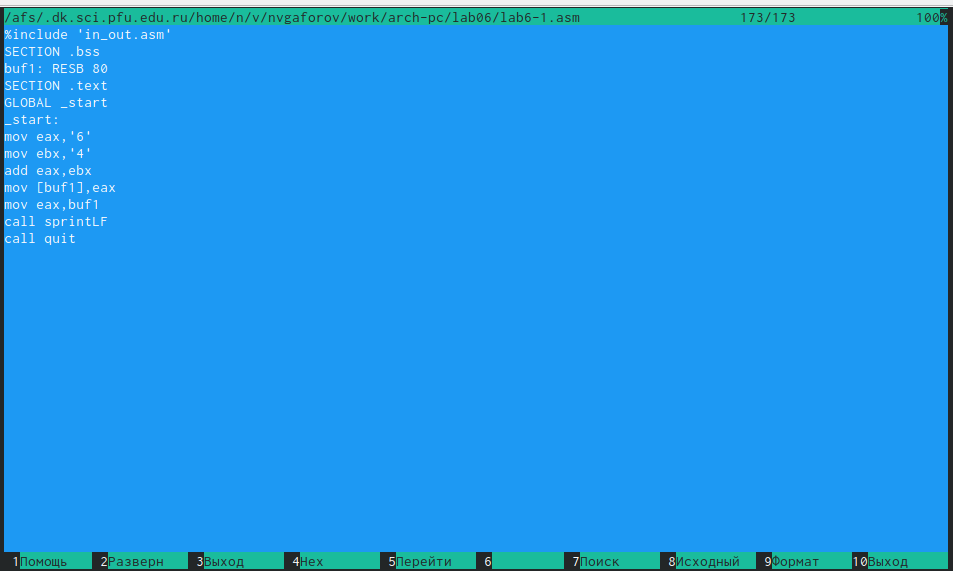 /afs/.dk.sci.pfu.edu.ru/home/n/v/nvgaforov/work/arch-pc/lab06/lab6-1.asm 173/173 100%
%include 'in_out.asm'
SECTION .bss
buf1: RESB 80
SECTION .text
GLOBAL _start
_start:
mov eax,'6'
mov ebx,'4'
add eax,ebx
mov [buf1],eax
mov eax,buf1
call sprintLF
call quit
1Помощь 2Разверн 3Выход 4Hex 5Перейти 6 7Поиск 8Исходный 9Формат 10Выход